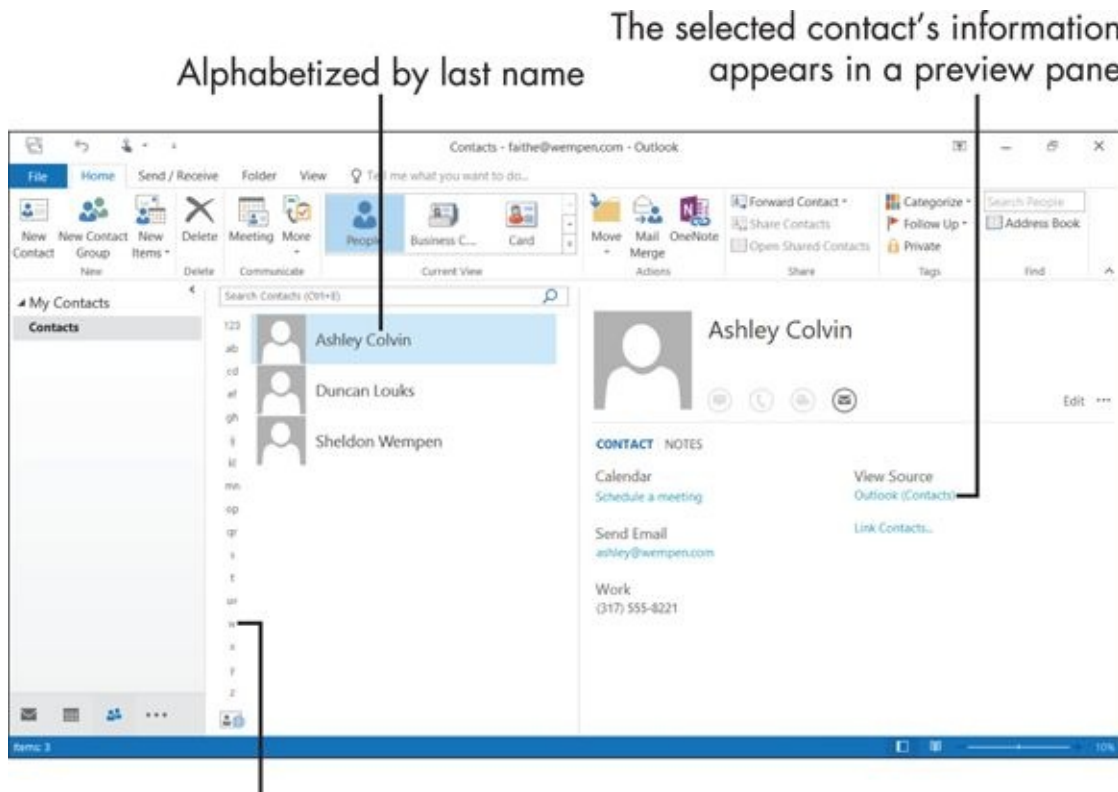 The selected contact's information
appears in a preview pane
Alphabetized by last name
Contacts - faithe@wempen.com - Outlook
File Home Send / Receive Folder View Tell me what you want to do...
New Contact
New Contact Group
New Items
Delete
Meeting
More
People
Business C...
Card
Move
Mail Merge
OneNote
Forward Contact
Share Contacts
Open Shared Contacts
Categorize
Follow Up
Private
Search People
Address Book
New Delete Communicate Current View Actions Share Tags Find
My Contacts
Contacts
Search Contacts (Ctrl+E)
123
ab
cd
ef
gh
ij
kl
mn
op
qr
s
t
uv
w
x
y
z
Ashley Colvin
Duncan Louks
Sheldon Wempen
Ashley Colvin
Edit
CONTACT NOTES
Calendar
Schedule a meeting
Send Email
ashley@wempen.com
Work
(317) 555-8221
View Source
Outlook (Contacts)
Link Contacts...
Items: 3
10%